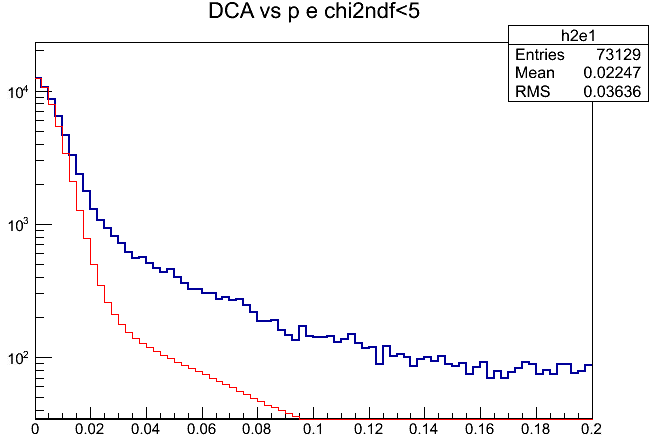 DCA vs p e chi2ndf<5
h2e1
Entries 73129
Mean 0.02247
RMS 0.03636
10⁴
10³
10²
0 0.02 0.04 0.06 0.08 0.1 0.12 0.14 0.16 0.18 0.2